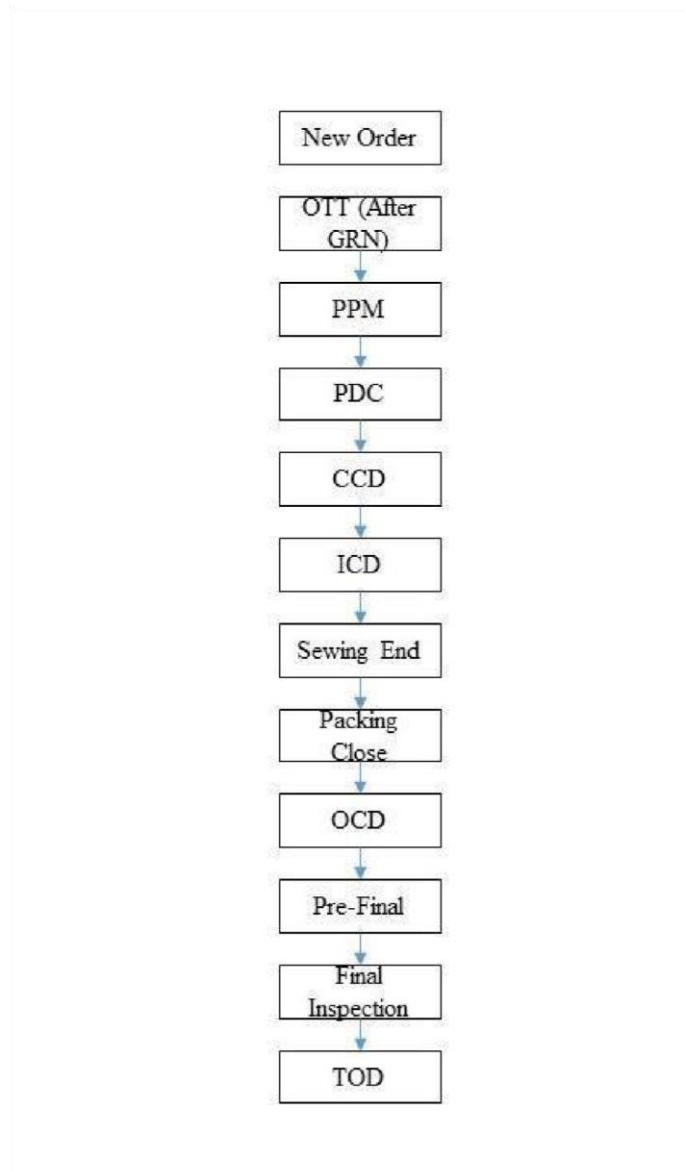 New Order
OTT (After
GRN)
PPM
PDC
CCD
ICD
Sewing End
Packing
Close
OCD
Pre-Final
Final
Inspection
TOD